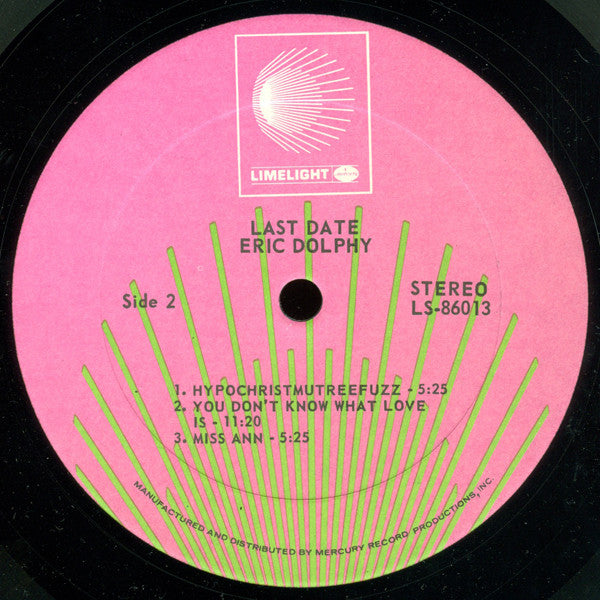 LIMELIGHT
LAST DATE
ERIC DOLPHY
Side 2
STEREO
LS-86013
1. HYPOCHRISTMUTREEFUZZ - 5:25
2. YOU DON'T KNOW WHAT LOVE
IS - 11:20
3. MISS ANN - 5:25
MANUFACTURED AND DISTRIBUTED BY MERCURY RECORD PRODUCTIONS, INC.